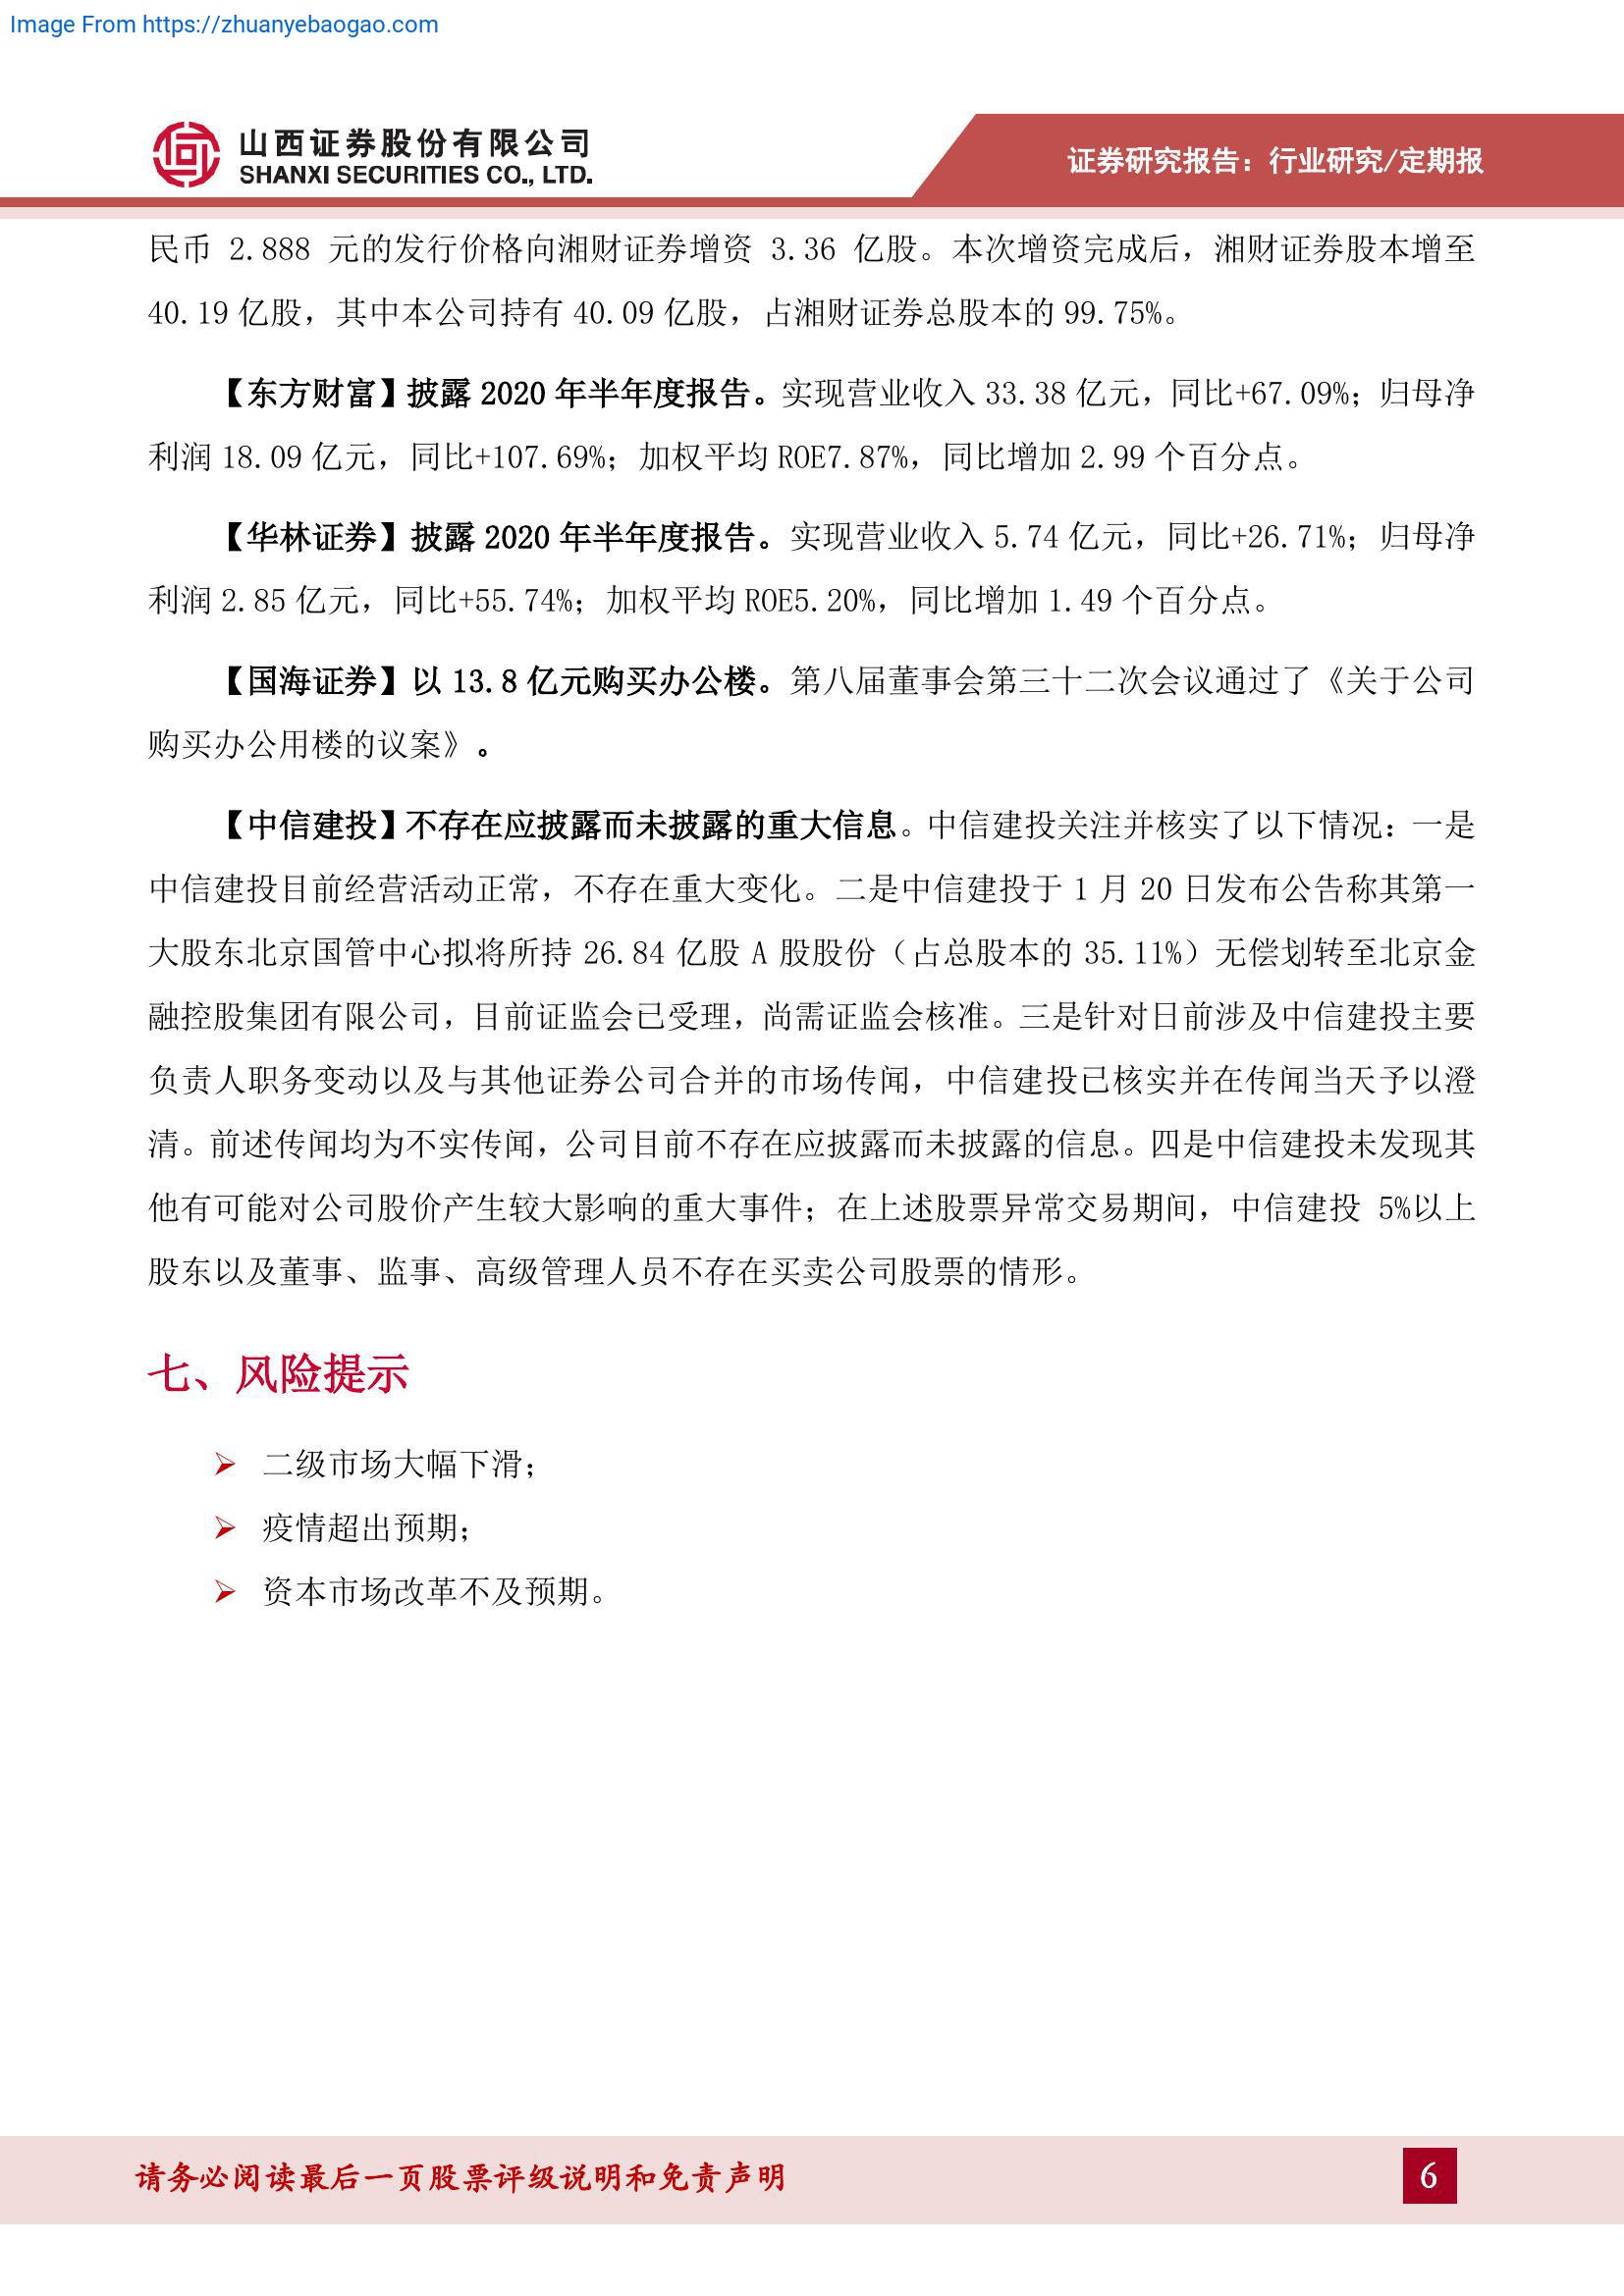 Image From https://zhuanyebaogao.com
山西证券股份有限公司
SHANXI SECURITIES CO., LTD.
证券研究报告：行业研究/定期报
民币 2.888 元的发行价格向湘财证券增资 3.36 亿股。本次增资完成后，湘财证券股本增至
40.19 亿股，其中本公司持有 40.09 亿股，占湘财证券总股本的 99.75%。
【东方财富】披露 2020 年半年度报告。实现营业收入 33.38 亿元，同比+67.09%；归母净
利润 18.09 亿元，同比+107.69%；加权平均 ROE7.87%，同比增加 2.99 个百分点。
【华林证券】披露 2020 年半年度报告。实现营业收入 5.74 亿元，同比+26.71%；归母净
利润 2.85 亿元，同比+55.74%；加权平均 ROE5.20%，同比增加 1.49 个百分点。
【国海证券】以 13.8 亿元购买办公楼。第八届董事会第三十二次会议通过了《关于公司
购买办公用楼的议案》。
【中信建投】不存在应披露而未披露的重大信息。中信建投关注并核实了以下情况：一是
中信建投目前经营活动正常，不存在重大变化。二是中信建投于 1 月 20 日发布公告称其第一
大股东北京国管中心拟将所持 26.84 亿股 A 股股份（占总股本的 35.11%）无偿划转至北京金
融控股集团有限公司，目前证监会已受理，尚需证监会核准。三是针对日前涉及中信建投主要
负责人职务变动以及与其他证券公司合并的市场传闻，中信建投已核实并在传闻当天予以澄
清。前述传闻均为不实传闻，公司目前不存在应披露而未披露的信息。四是中信建投未发现其
他有可能对公司股价产生较大影响的重大事件；在上述股票异常交易期间，中信建投 5%以上
股东以及董事、监事、高级管理人员不存在买卖公司股票的情形。
七、风险提示
二级市场大幅下滑；
疫情超出预期；
资本市场改革不及预期。
请务必阅读最后一页股票评级说明和免责声明
6